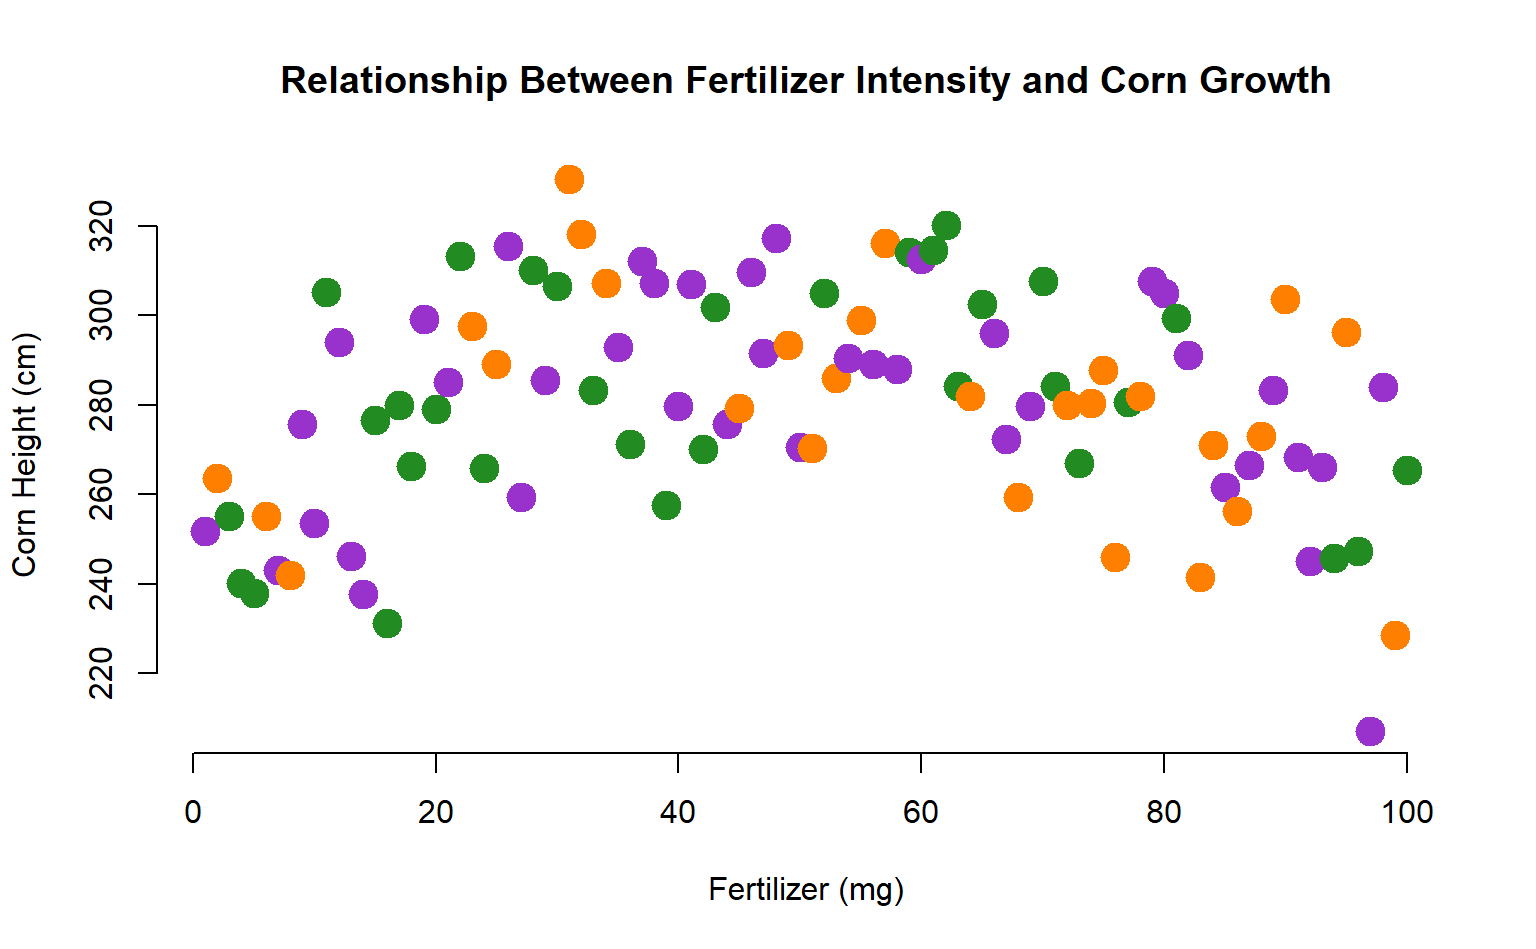 Relationship Between Fertilizer Intensity and Corn Growth
Corn Height (cm)
320
300
280
260
240
220
0 20 40 60 80 100
Fertilizer (mg)